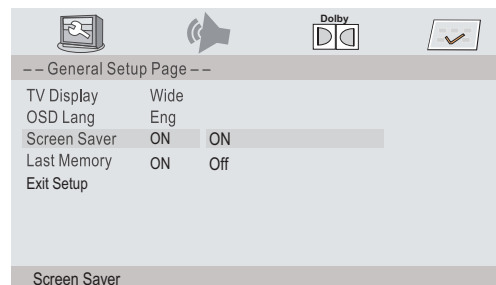 Dolby
-- General Setup Page --
TV Display Wide
OSD Lang Eng
Screen Saver ON ON
Last Memory ON Off
Exit Setup
Screen Saver